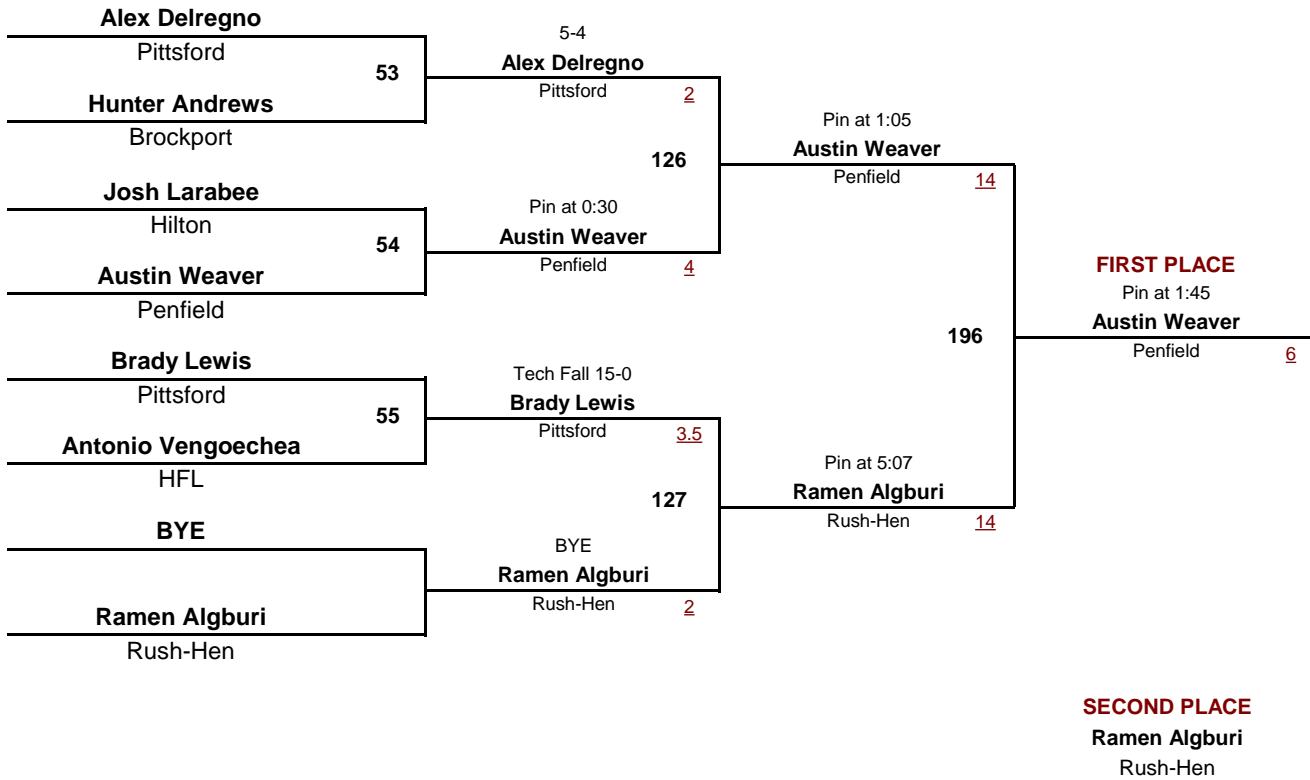 Alex Delregno
Pittsford
53
Hunter Andrews
Brockport
Josh Larabee
Hilton
54
Austin Weaver
Penfield
Brady Lewis
Pittsford
55
Antonio Vengoechea
HFL
BYE
Ramen Algburi
Rush-Hen
5-4
Alex Delregno
Pittsford 2
126
Pin at 0:30
Austin Weaver
Penfield 4
Tech Fall 15-0
Brady Lewis
Pittsford 3.5
127
BYE
Ramen Algburi
Rush-Hen 2
Pin at 1:05
Austin Weaver
Penfield 14
196
Pin at 5:07
Ramen Algburi
Rush-Hen 14
FIRST PLACE
Pin at 1:45
Austin Weaver
Penfield 6
SECOND PLACE
Ramen Algburi
Rush-Hen